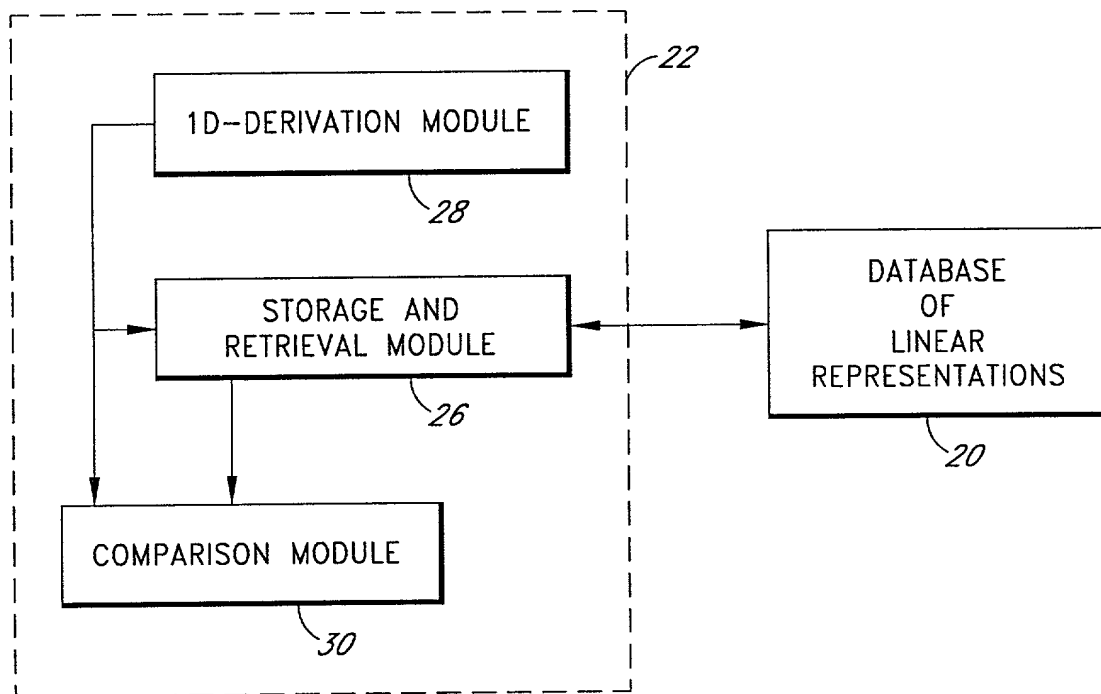 22
1D-DERIVATION MODULE
28
STORAGE AND
RETRIEVAL MODULE
26
DATABASE
OF
LINEAR
REPRESENTATIONS
20
COMPARISON MODULE
30